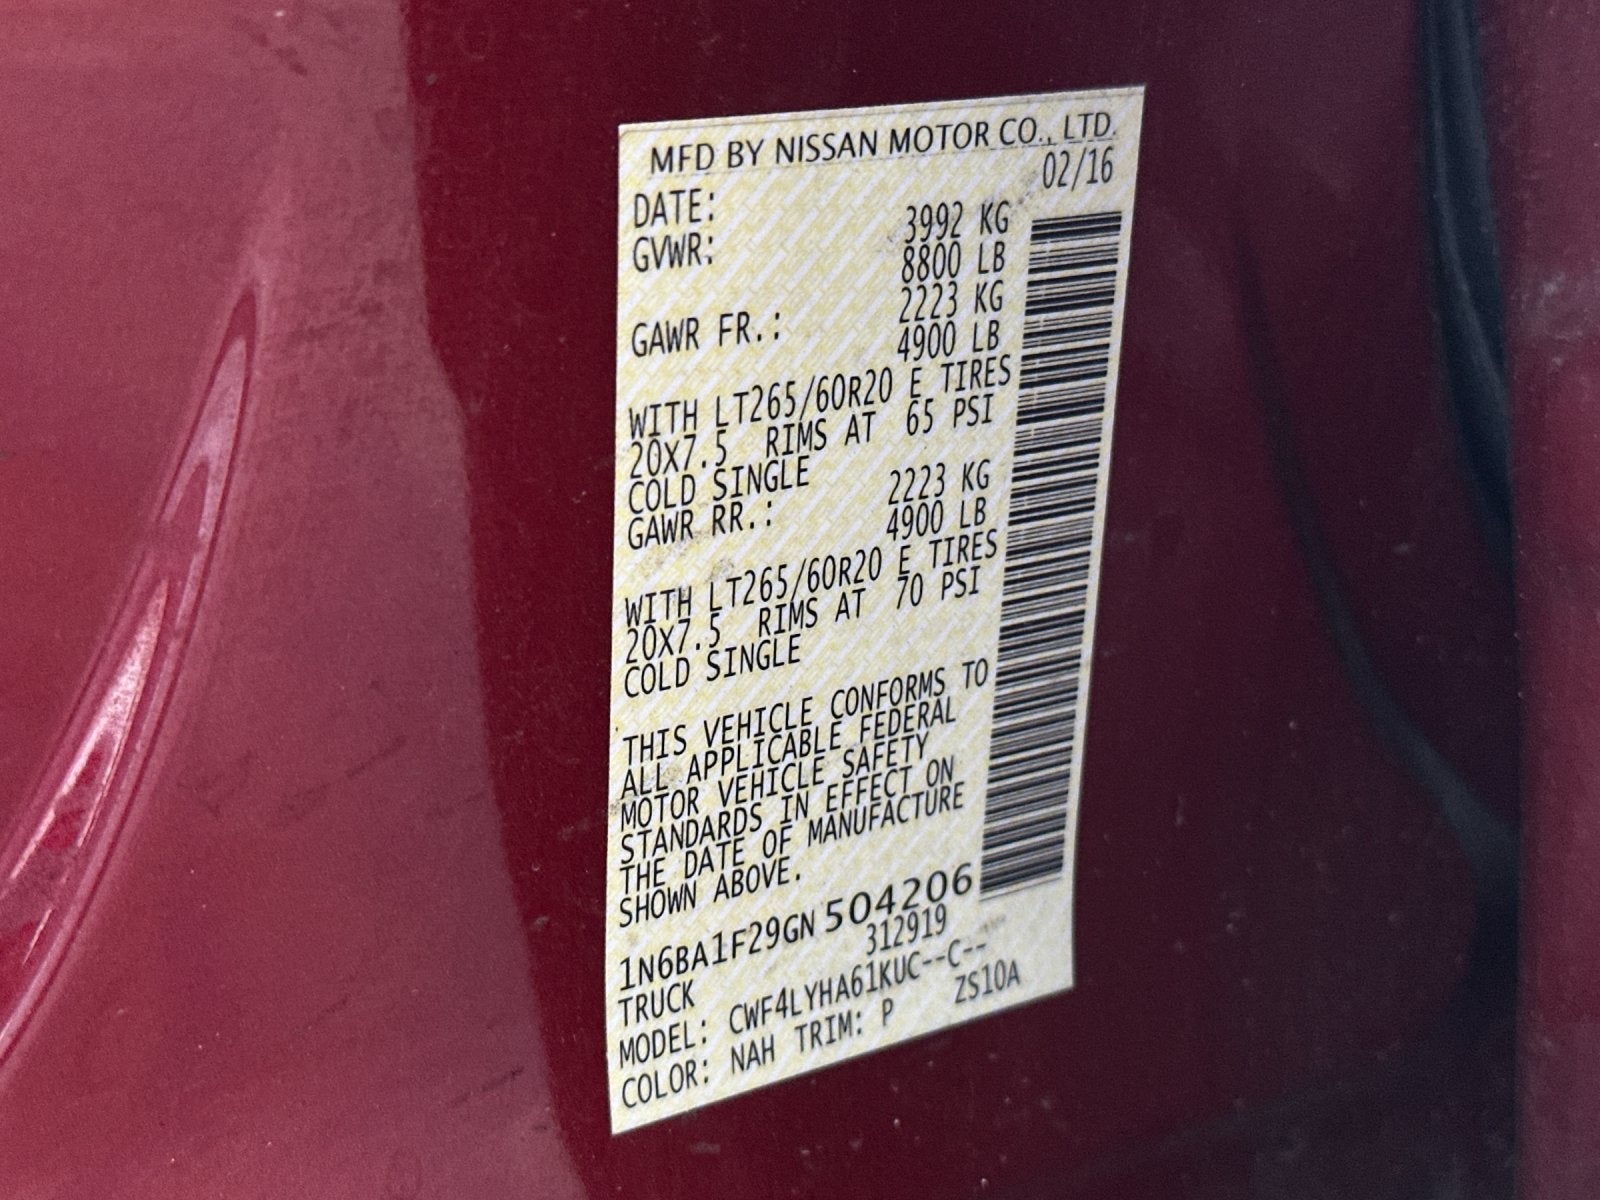 MFD BY NISSAN MOTOR CO., LTD.
DATE: 02/16
GVWR: 3992 KG
8800 LB
GAWR FR.: 2223 KG
4900 LB
WITH LT265/60R20 E TIRES
20X7.5 RIMS AT 65 PSI
COLD SINGLE
GAWR RR.: 2223 KG
4900 LB
WITH LT265/60R20 E TIRES
20X7.5 RIMS AT 70 PSI
COLD SINGLE
THIS VEHICLE CONFORMS TO
ALL APPLICABLE FEDERAL
MOTOR VEHICLE SAFETY
STANDARDS IN EFFECT ON
THE DATE OF MANUFACTURE
SHOWN ABOVE.
1N6BA1F29GN 504206
TRUCK 312919
MODEL: CWF4LYHA61KUC--C--
COLOR: NAH TRIM: P ZS10A